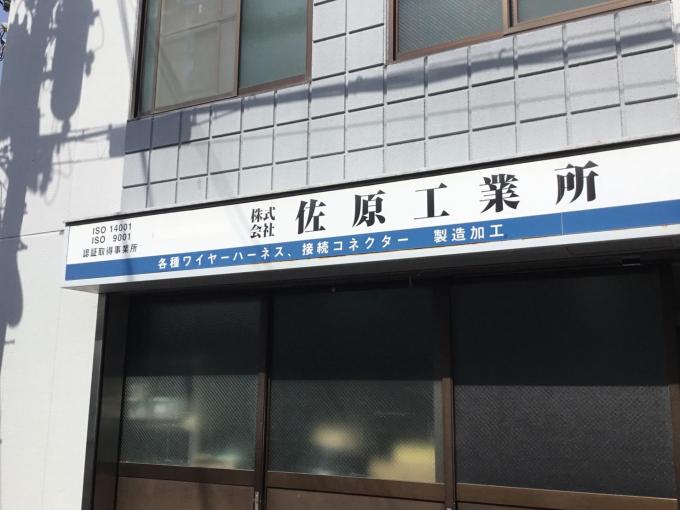 ISO 14001
ISO 9001
認証取得事業所
株式会社 佐原工業所
各種ワイヤーハーネス、接続コネクター 製造加工